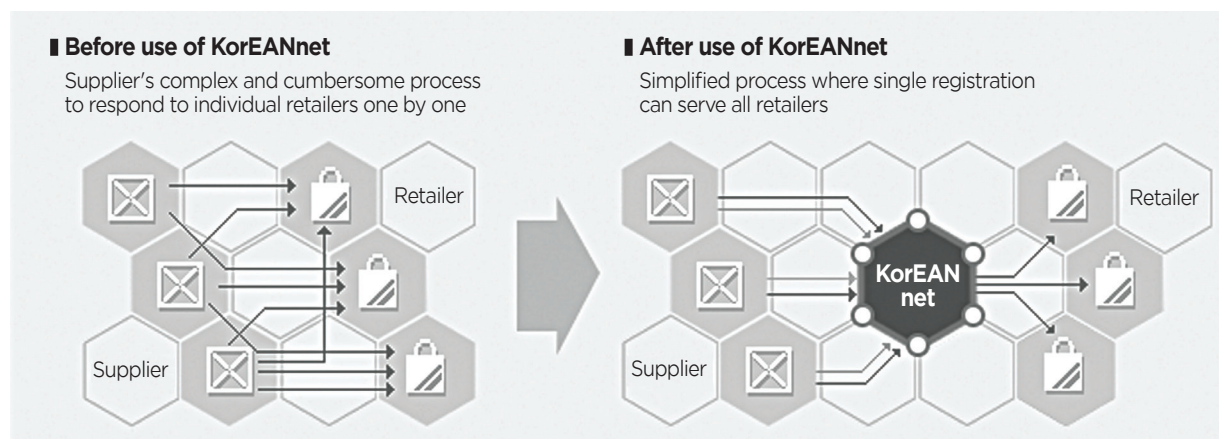 Before use of KorEANnet
Supplier's complex and cumbersome process
to respond to individual retailers one by one
Retailer
Supplier
After use of KorEANnet
Simplified process where single registration
can serve all retailers
Retailer
KorEAN
net
Supplier